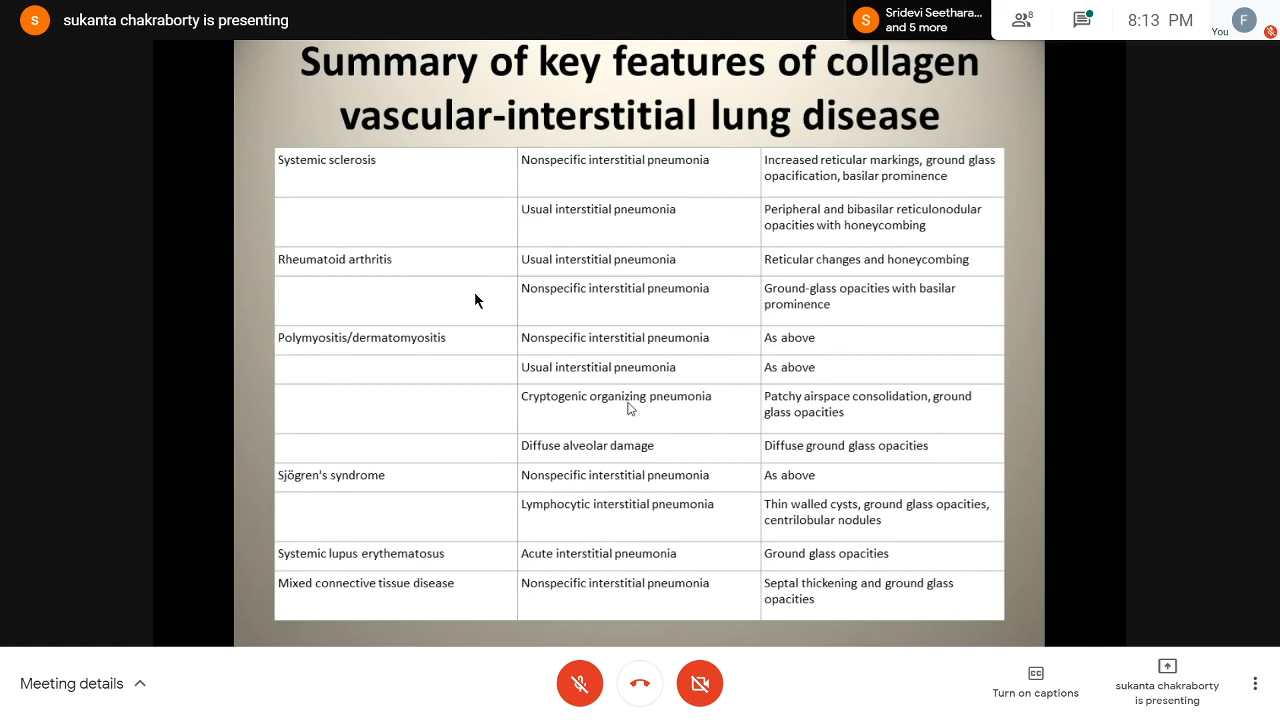 S
sukanta chakraborty is presenting
S
Sridevi Seethara...
and 5 more
8
8:13 PM
You
F
Summary of key features of collagen
vascular-interstitial lung disease
Systemic sclerosis
Nonspecific interstitial pneumonia
Increased reticular markings, ground glass
opacification, basilar prominence
Usual interstitial pneumonia
Peripheral and bibasilar reticulonodular
opacities with honeycombing
Rheumatoid arthritis
Usual interstitial pneumonia
Reticular changes and honeycombing
Nonspecific interstitial pneumonia
Ground-glass opacities with basilar
prominence
Polymyositis/dermatomyositis
Nonspecific interstitial pneumonia
As above
Usual interstitial pneumonia
As above
Cryptogenic organizing pneumonia
Patchy airspace consolidation, ground
glass opacities
Diffuse alveolar damage
Diffuse ground glass opacities
Sjögren's syndrome
Nonspecific interstitial pneumonia
As above
Lymphocytic interstitial pneumonia
Thin walled cysts, ground glass opacities,
centrilobular nodules
Systemic lupus erythematosus
Acute interstitial pneumonia
Ground glass opacities
Mixed connective tissue disease
Nonspecific interstitial pneumonia
Septal thickening and ground glass
opacities
Meeting details
CC
Turn on captions
sukanta chakraborty
is presenting